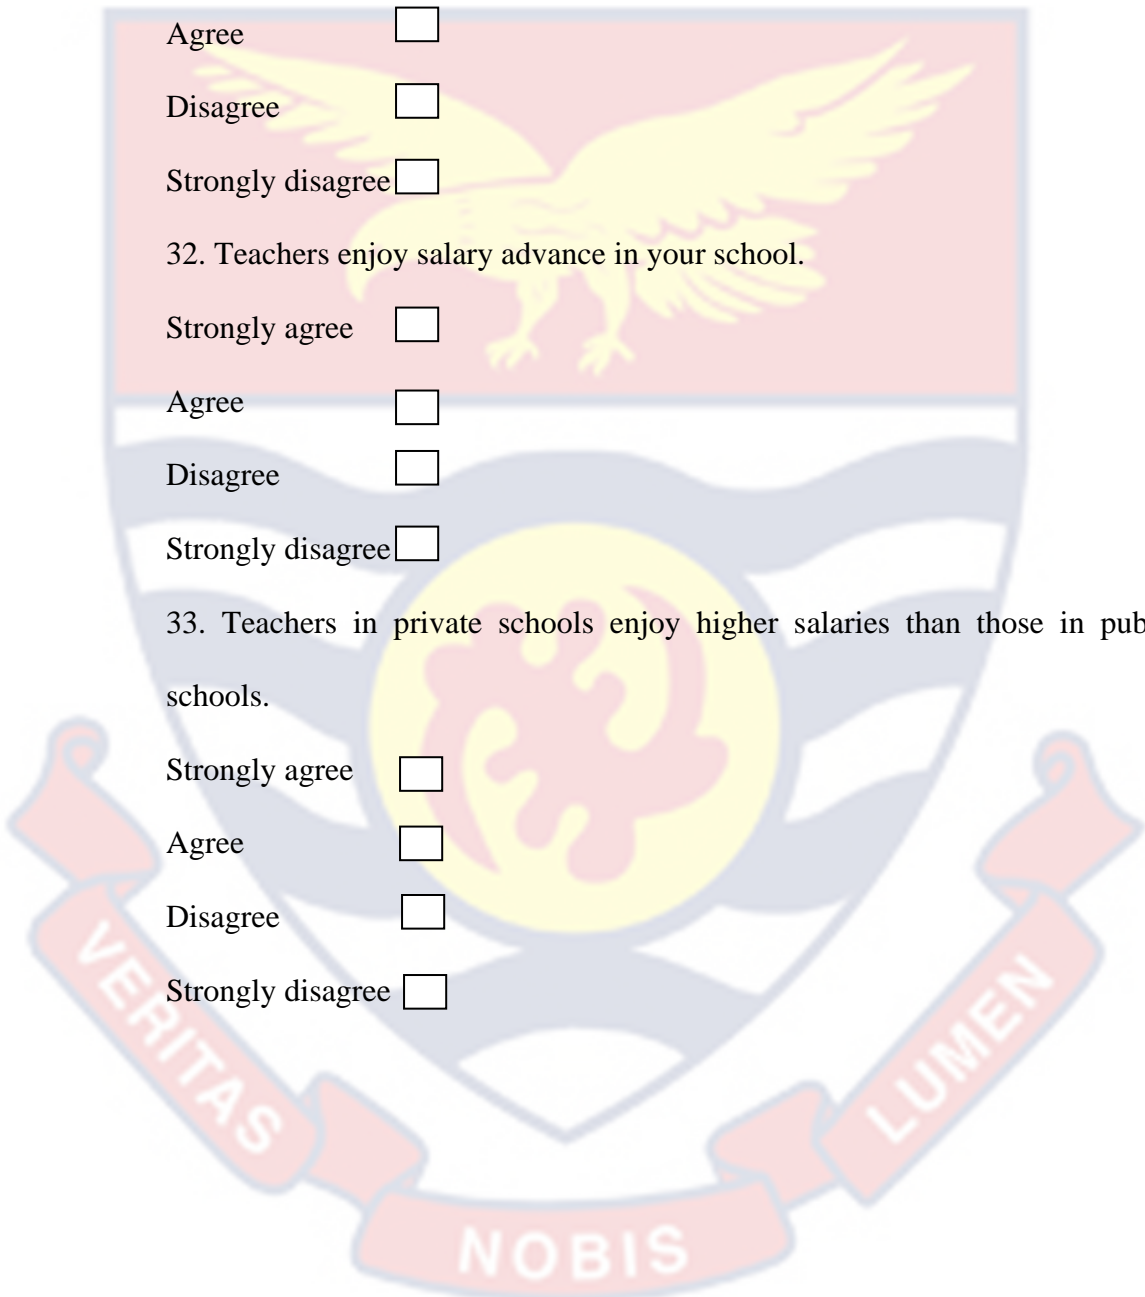 Agree
Disagree
Strongly disagree
32. Teachers enjoy salary advance in your school.
Strongly agree
Agree
Disagree
Strongly disagree
33. Teachers in private schools enjoy higher salaries than those in pub
schools.
Strongly agree
Agree
Disagree
Strongly disagree
VERITAS
NOBIS
LUMEN